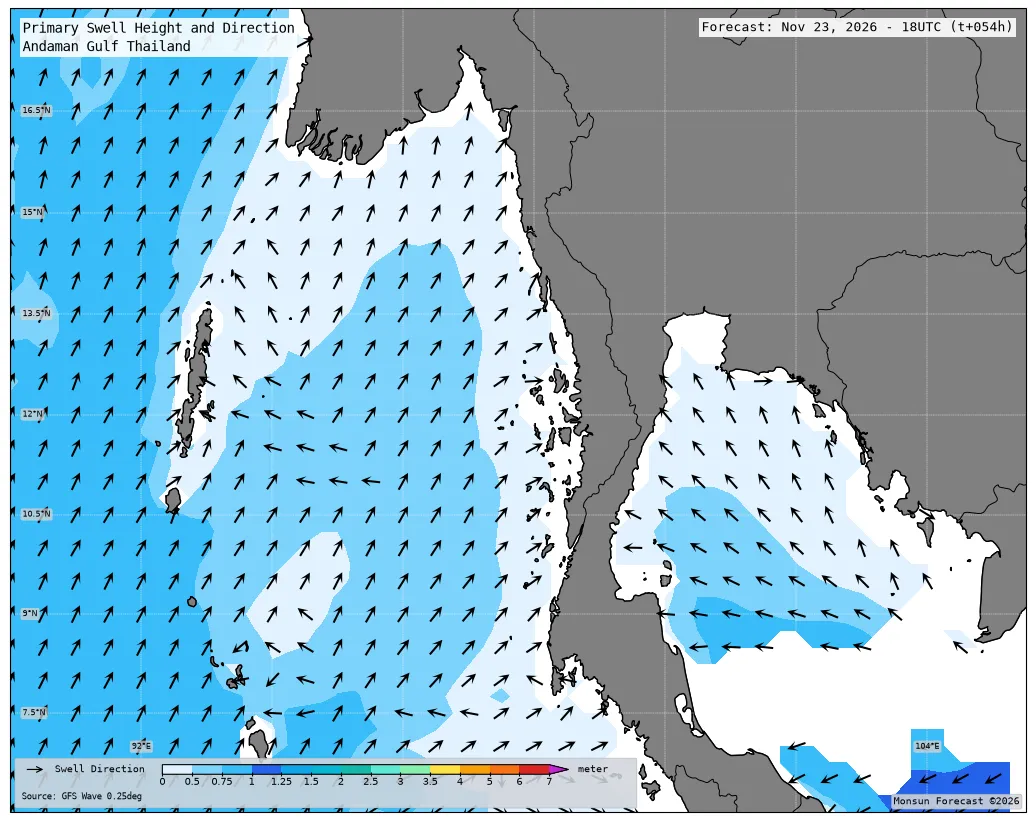 Primary Swell Height and Direction
Andaman Gulf Thailand
Forecast: Nov 23, 2026 - 18UTC (t+054h)
16.5°N
15°N
13.5°N
12°N
10.5°N
9°N
7.5°N
92°E
104°E
Swell Direction
0 0.5 0.75 1 1.25 1.5 2 2.5 3 3.5 4 5 6 7
meter
Source: GFS Wave 0.25deg
Monsun Forecast ©2026